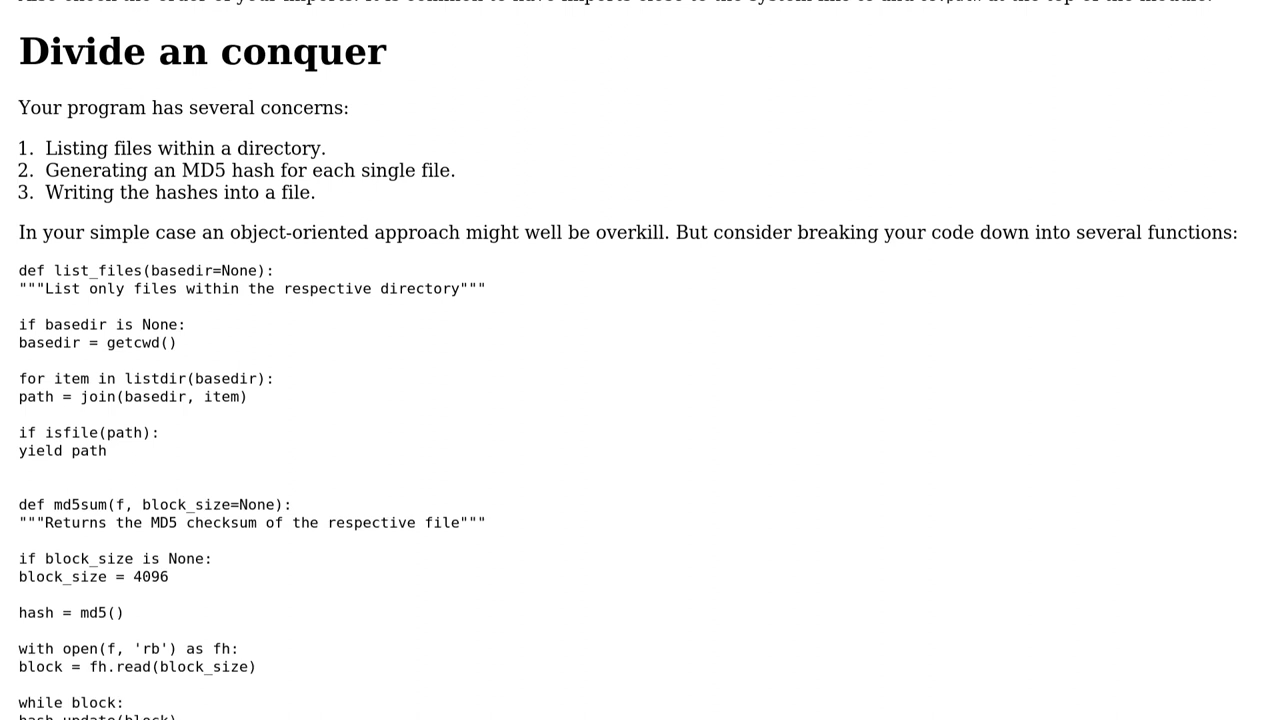 Divide an conquer
Your program has several concerns:
1. Listing files within a directory.
2. Generating an MD5 hash for each single file.
3. Writing the hashes into a file.
In your simple case an object-oriented approach might well be overkill. But consider breaking your code down into several functions:
def list_files(basedir=None):
"""List only files within the respective directory"""
if basedir is None:
basedir = getcwd()
for item in listdir(basedir):
path = join(basedir, item)
if isfile(path):
yield path
def md5sum(f, block_size=None):
"""Returns the MD5 checksum of the respective file"""
if block_size is None:
block_size = 4096
hash = md5()
with open(f, 'rb') as fh:
block = fh.read(block_size)
while block:
hash.update(block)